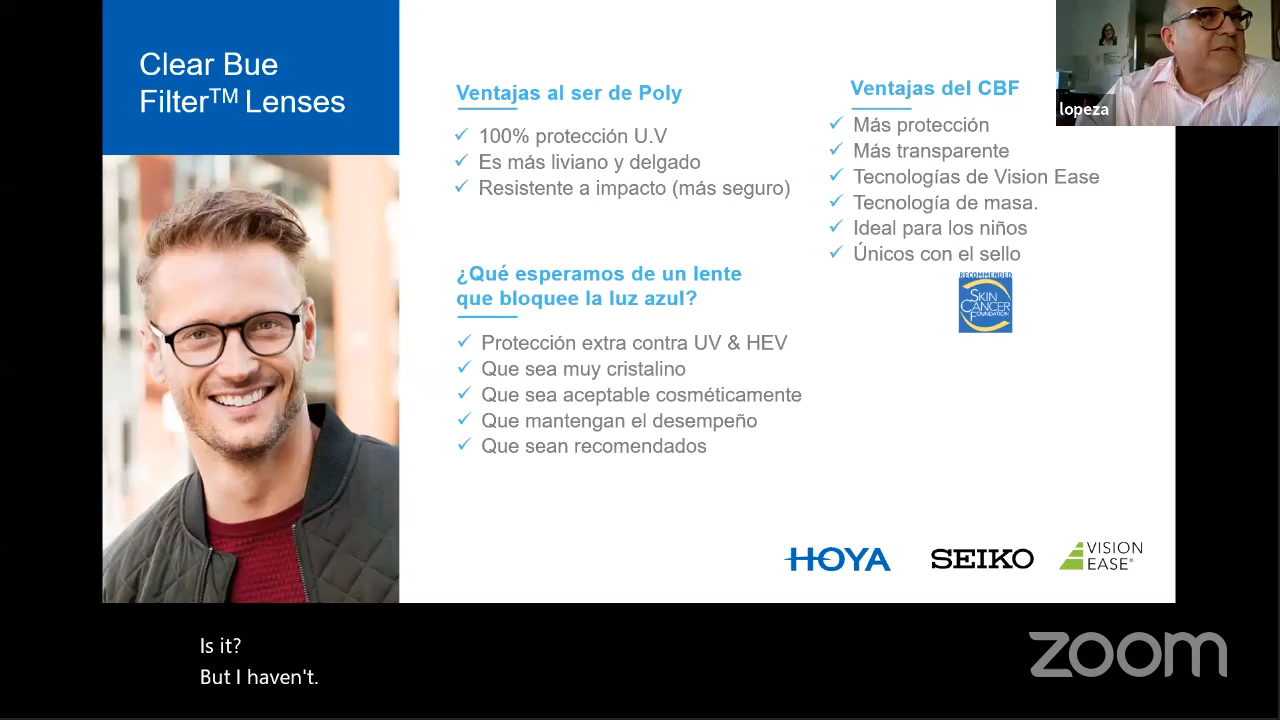 Clear Bue
Filter™ Lenses
Ventajas al ser de Poly
✓ 100% protección U.V
✓ Es más liviano y delgado
✓ Resistente a impacto (más seguro)
¿Qué esperamos de un lente
que bloquee la luz azul?
✓ Protección extra contra UV & HEV
✓ Que sea muy cristalino
✓ Que sea aceptable cosméticamente
✓ Que mantengan el desempeño
✓ Que sean recomendados
Ventajas del CBF
✓ Más protección
✓ Más transparente
✓ Tecnologías de Vision Ease
✓ Tecnología de masa.
✓ Ideal para los niños
✓ Únicos con el sello
RECOMMENDED
SKIN
CANCER
FOUNDATION
lopeza
HOYA
SEIKO
VISION
EASE®
Is it?
But I haven't.
zoom